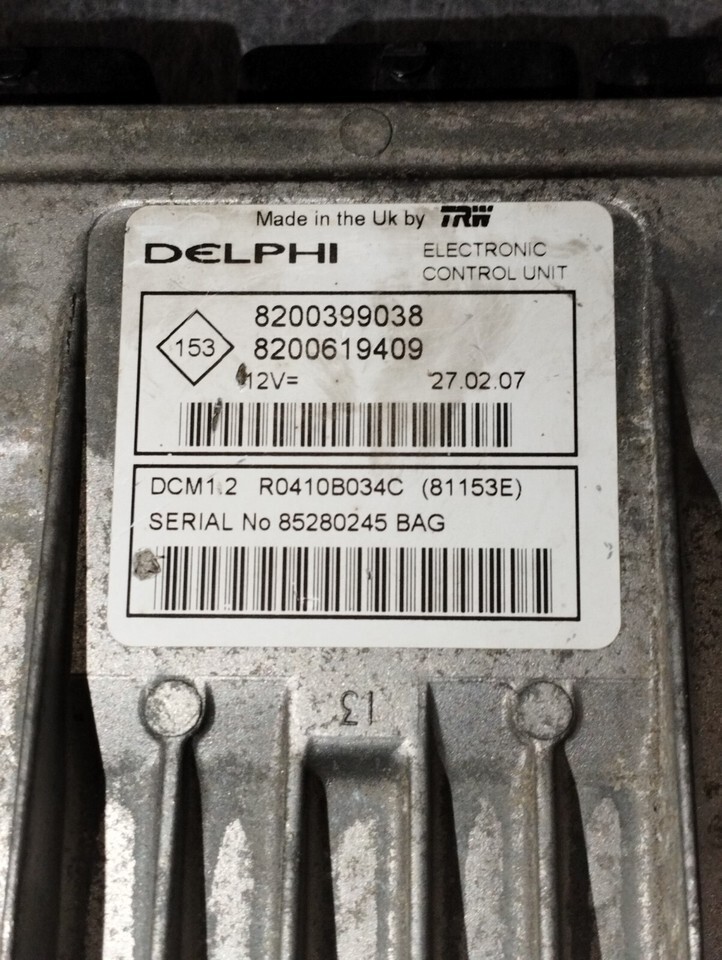 Made in the Uk by TRW
DELPHI
ELECTRONIC
CONTROL UNIT
153
8200399038
8200619409
12V=
27.02.07
DCM1.2 R0410B034C (81153E)
SERIAL No 85280245 BAG
13